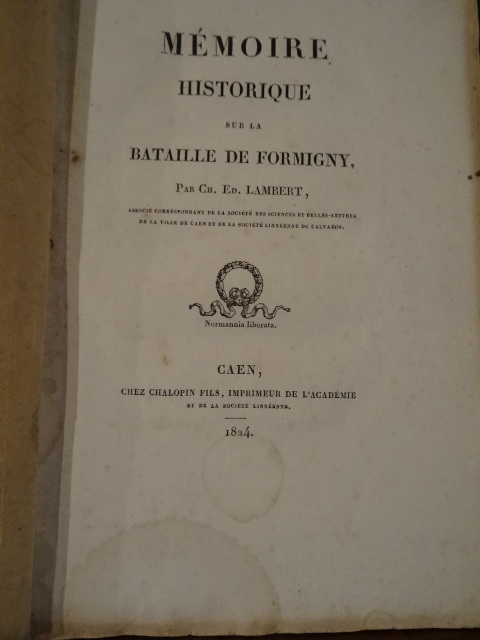 MÉMOIRE
HISTORIQUE
SUR LA
BATAILLE DE FORMIGNY,
PAR CH. ED. LAMBERT,
ASSOCIÉ CORRESPONDANT DE LA SOCIÉTÉ DES SCIENCES ET BELLES-LETTRES
DE LA VILLE DE CAEN ET DE LA SOCIÉTÉ LINNÉENNE DU CALVADOS.
Normannia liberata.
CAEN,
CHEZ CHALOPIN FILS, IMPRIMEUR DE L'ACADÉMIE
ET DE LA SOCIÉTÉ LINNÉENNE.
1824.